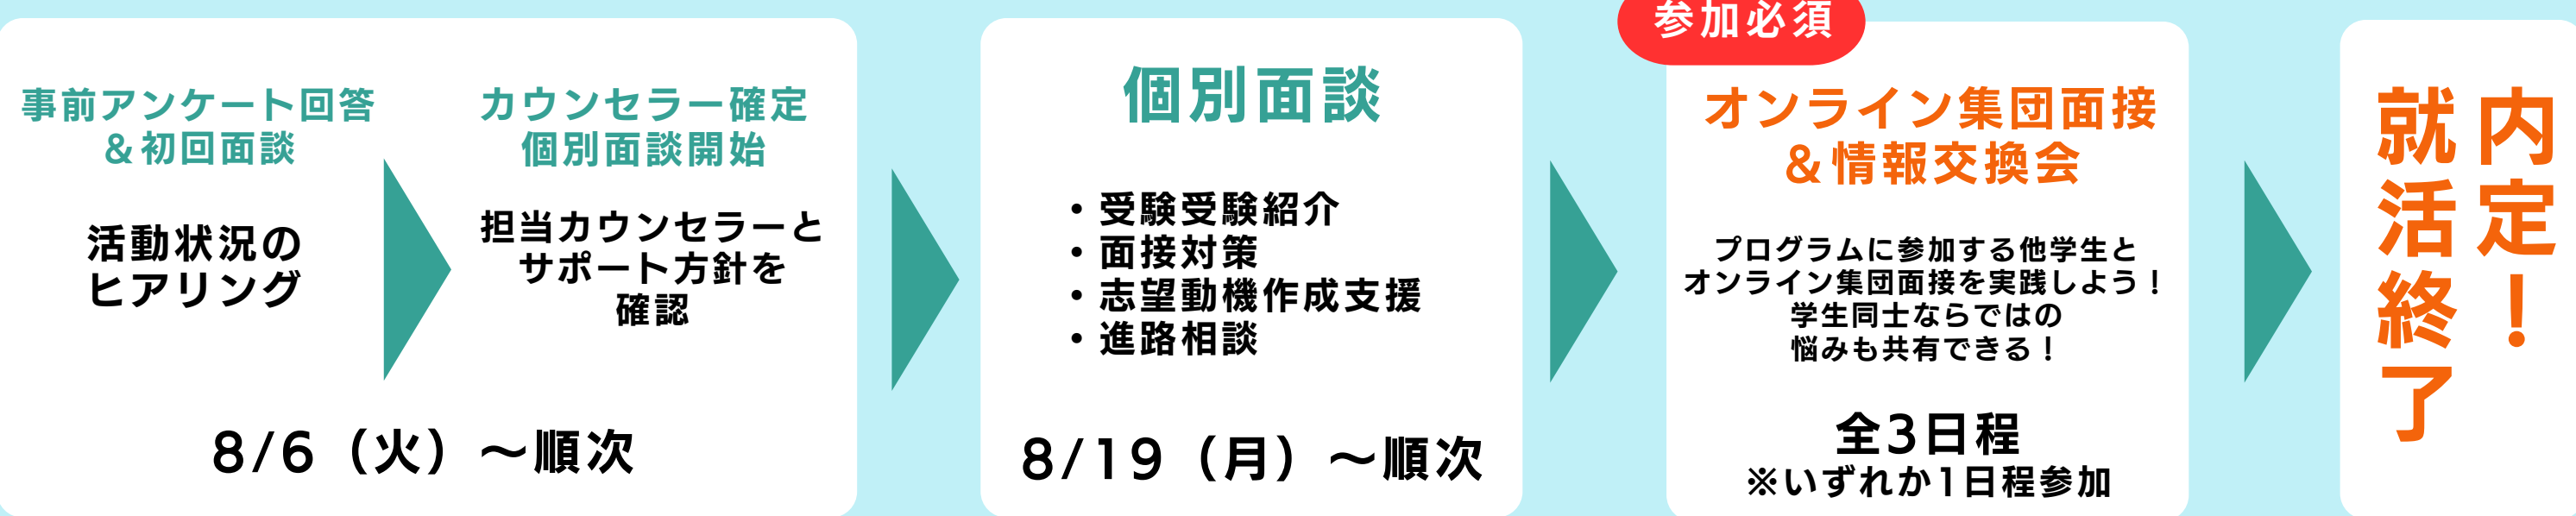 事前アンケート回答
＆初回面談
活動状況の
ヒアリング
カウンセラー確定
個別面談開始
担当カウンセラーと
サポート方針を
確認
8/6（火）～順次
個別面談
・受験受験紹介
・面接対策
・志望動機作成支援
・進路相談
8/19（月）～順次
参加必須
オンライン集団面接
＆情報交換会
プログラムに参加する他学生と
オンライン集団面接を実践しよう！
学生同士ならではの
悩みも共有できる！
全3日程
※いずれか1日程参加
内定！
就活終了